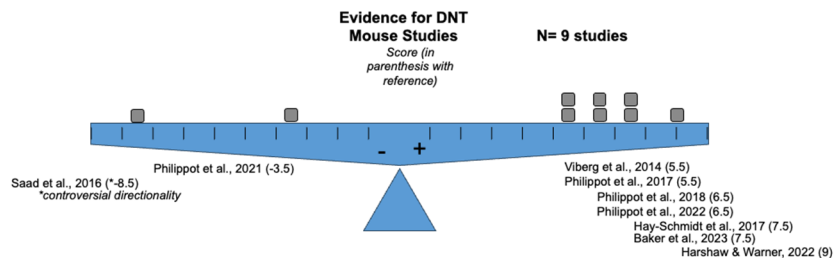 Evidence for DNT
Mouse Studies
Score (in
parenthesis with
reference)
N= 9 studies
- +
Philippot et al., 2021 (-3.5)
Saad et al., 2016 (*-8.5)
*controversial directionality
Viberg et al., 2014 (5.5)
Philippot et al., 2017 (5.5)
Philippot et al., 2018 (6.5)
Philippot et al., 2022 (6.5)
Hay-Schmidt et al., 2017 (7.5)
Baker et al., 2023 (7.5)
Harshaw & Warner, 2022 (9)